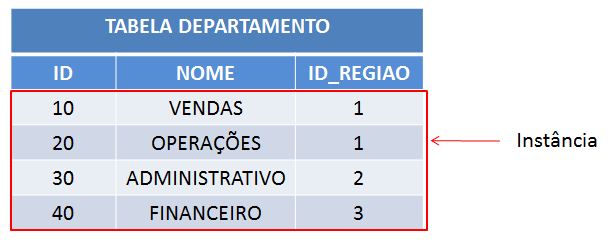 TABELA DEPARTAMENTO
ID NOME ID_REGIAO
10 VENDAS 1
20 OPERAÇÕES 1
Instância
30 ADMINISTRATIVO 2
40 FINANCEIRO 3